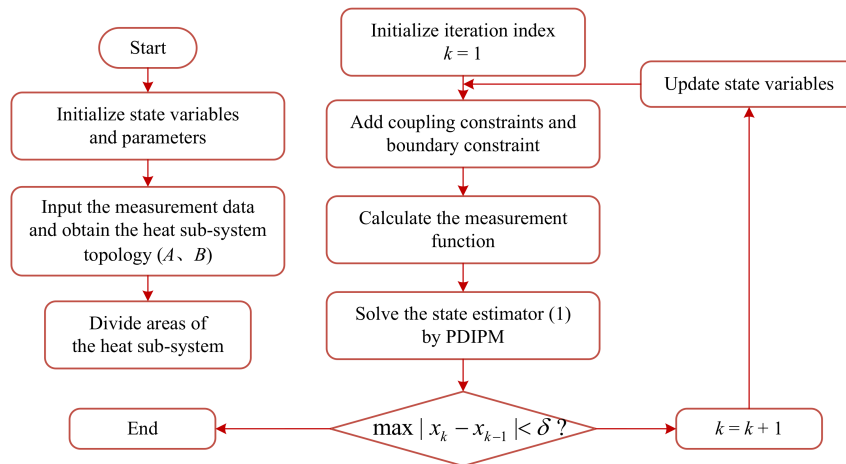 Start
Initialize state variables
and parameters
Input the measurement data
and obtain the heat sub-system
topology (A、B)
Divide areas of
the heat sub-system
Initialize iteration index
k = 1
Add coupling constraints and
boundary constraint
Calculate the measurement
function
Solve the state estimator (1)
by PDIPM
max | x_k − x_{k−1} |< δ ?
End
k = k + 1
Update state variables